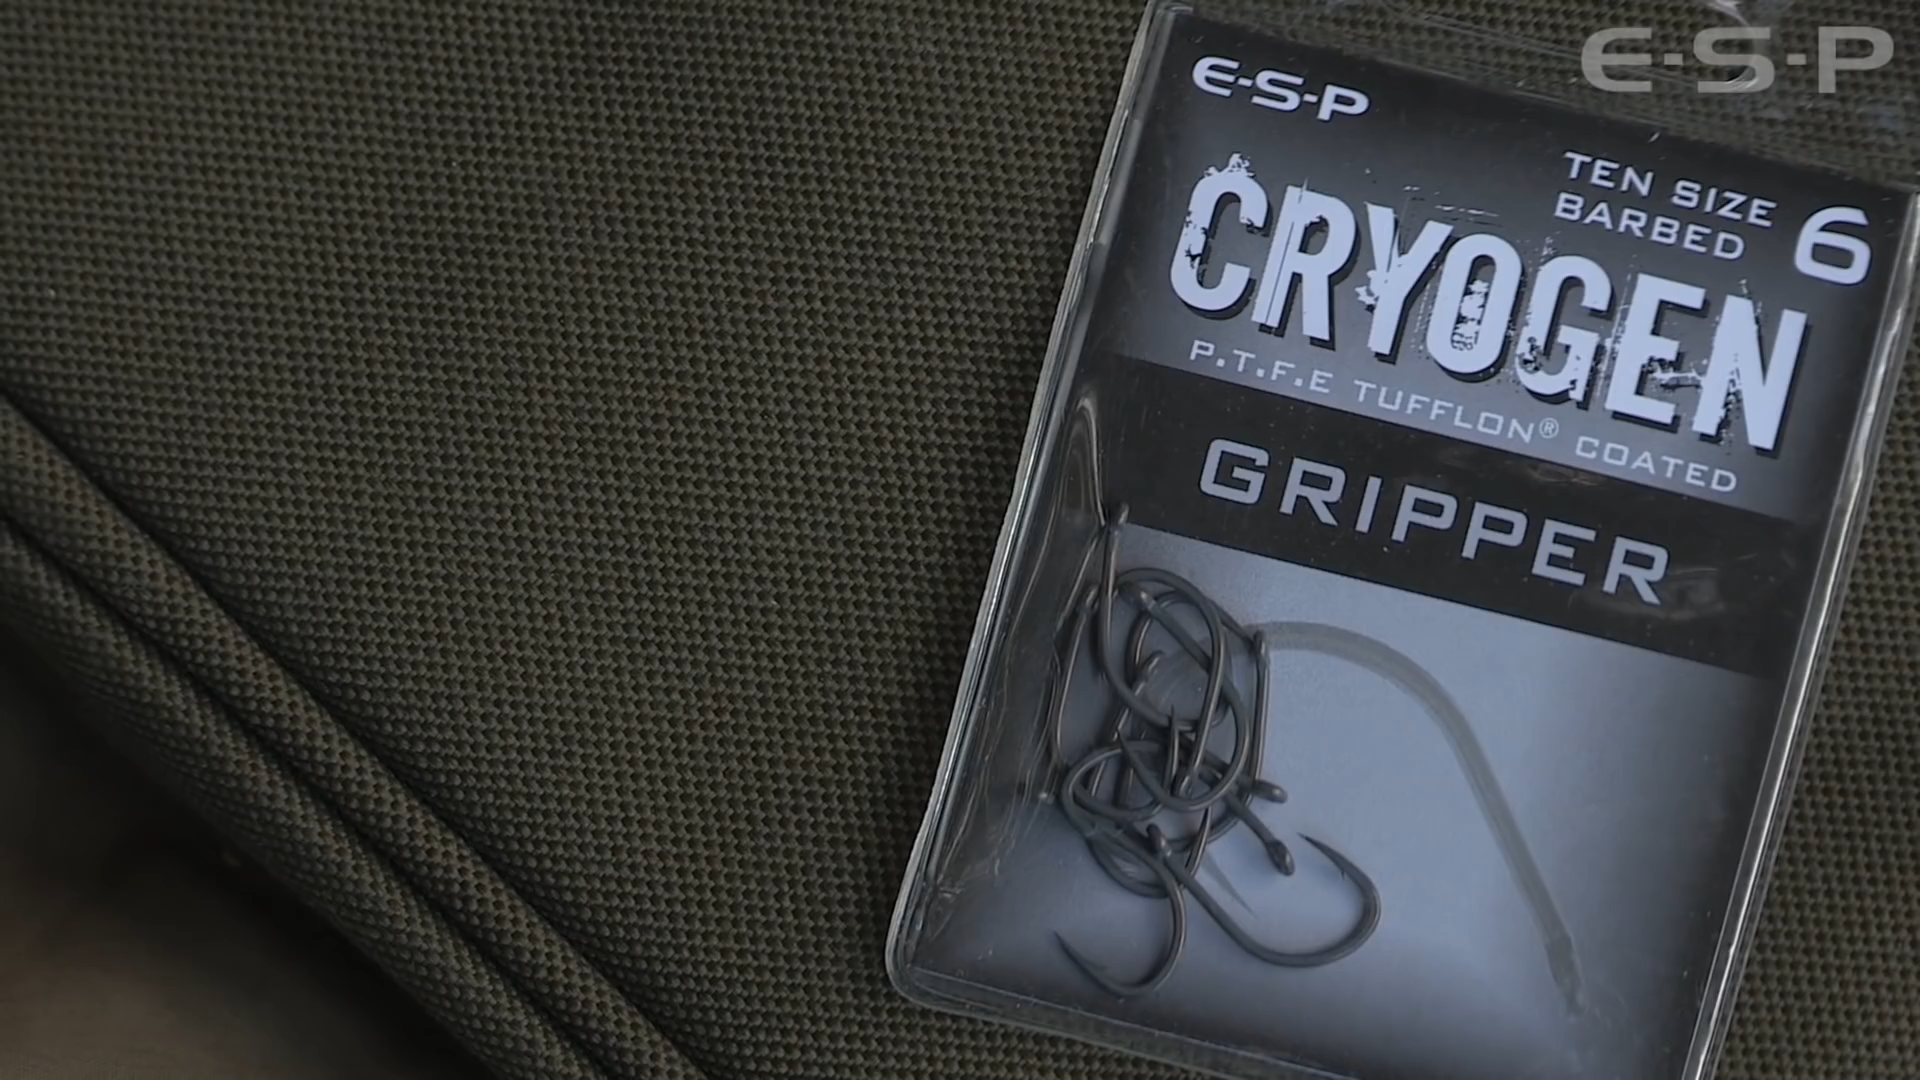 E-S-P
E-S-P
TEN SIZE 6
BARBED
CRYOGEN
P.T.F.E TUFFLON® COATED
GRIPPER